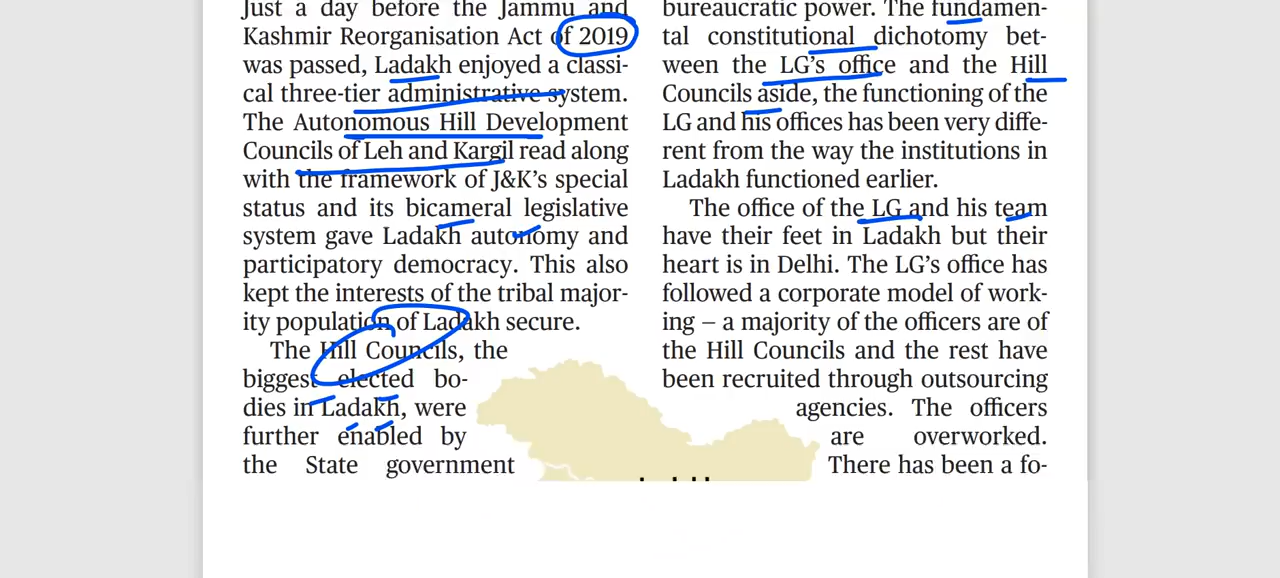 Just a day before the Jammu and
Kashmir Reorganisation Act of 2019
was passed, Ladakh enjoyed a classi-
cal three-tier administrative system.
The Autonomous Hill Development
Councils of Leh and Kargil read along
with the framework of J&K’s special
status and its bicameral legislative
system gave Ladakh autonomy and
participatory democracy. This also
kept the interests of the tribal major-
ity population of Ladakh secure.
The Hill Councils, the
biggest elected bo-
dies in Ladakh, were
further enabled by
the State government
bureaucratic power. The fundamen-
tal constitutional dichotomy bet-
ween the LG’s office and the Hill
Councils aside, the functioning of the
LG and his offices has been very diffe-
rent from the way the institutions in
Ladakh functioned earlier.
The office of the LG and his team
have their feet in Ladakh but their
heart is in Delhi. The LG’s office has
followed a corporate model of work-
ing – a majority of the officers are of
the Hill Councils and the rest have
been recruited through outsourcing
agencies. The officers
are overworked.
There has been a fo-